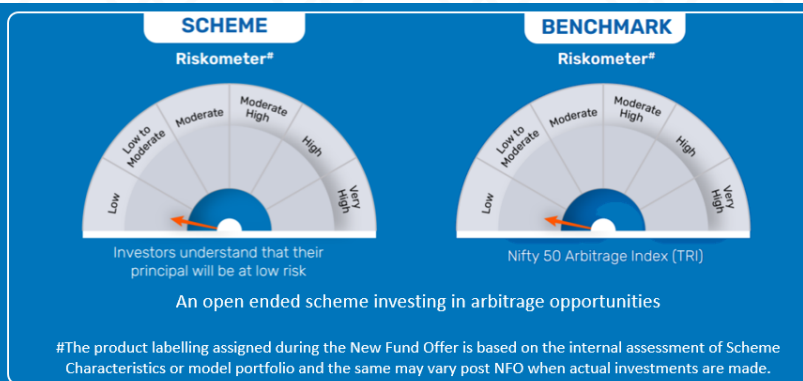 SCHEME
Riskometer#
Low
Low to
Moderate
Moderate
Moderate
High
High
Very
High
Investors understand that their
principal will be at low risk
BENCHMARK
Riskometer#
Low
Low to
Moderate
Moderate
Moderate
High
High
Very
High
Nifty 50 Arbitrage Index (TRI)
An open ended scheme investing in arbitrage opportunities
#The product labelling assigned during the New Fund Offer is based on the internal assessment of Scheme
Characteristics or model portfolio and the same may vary post NFO when actual investments are made.